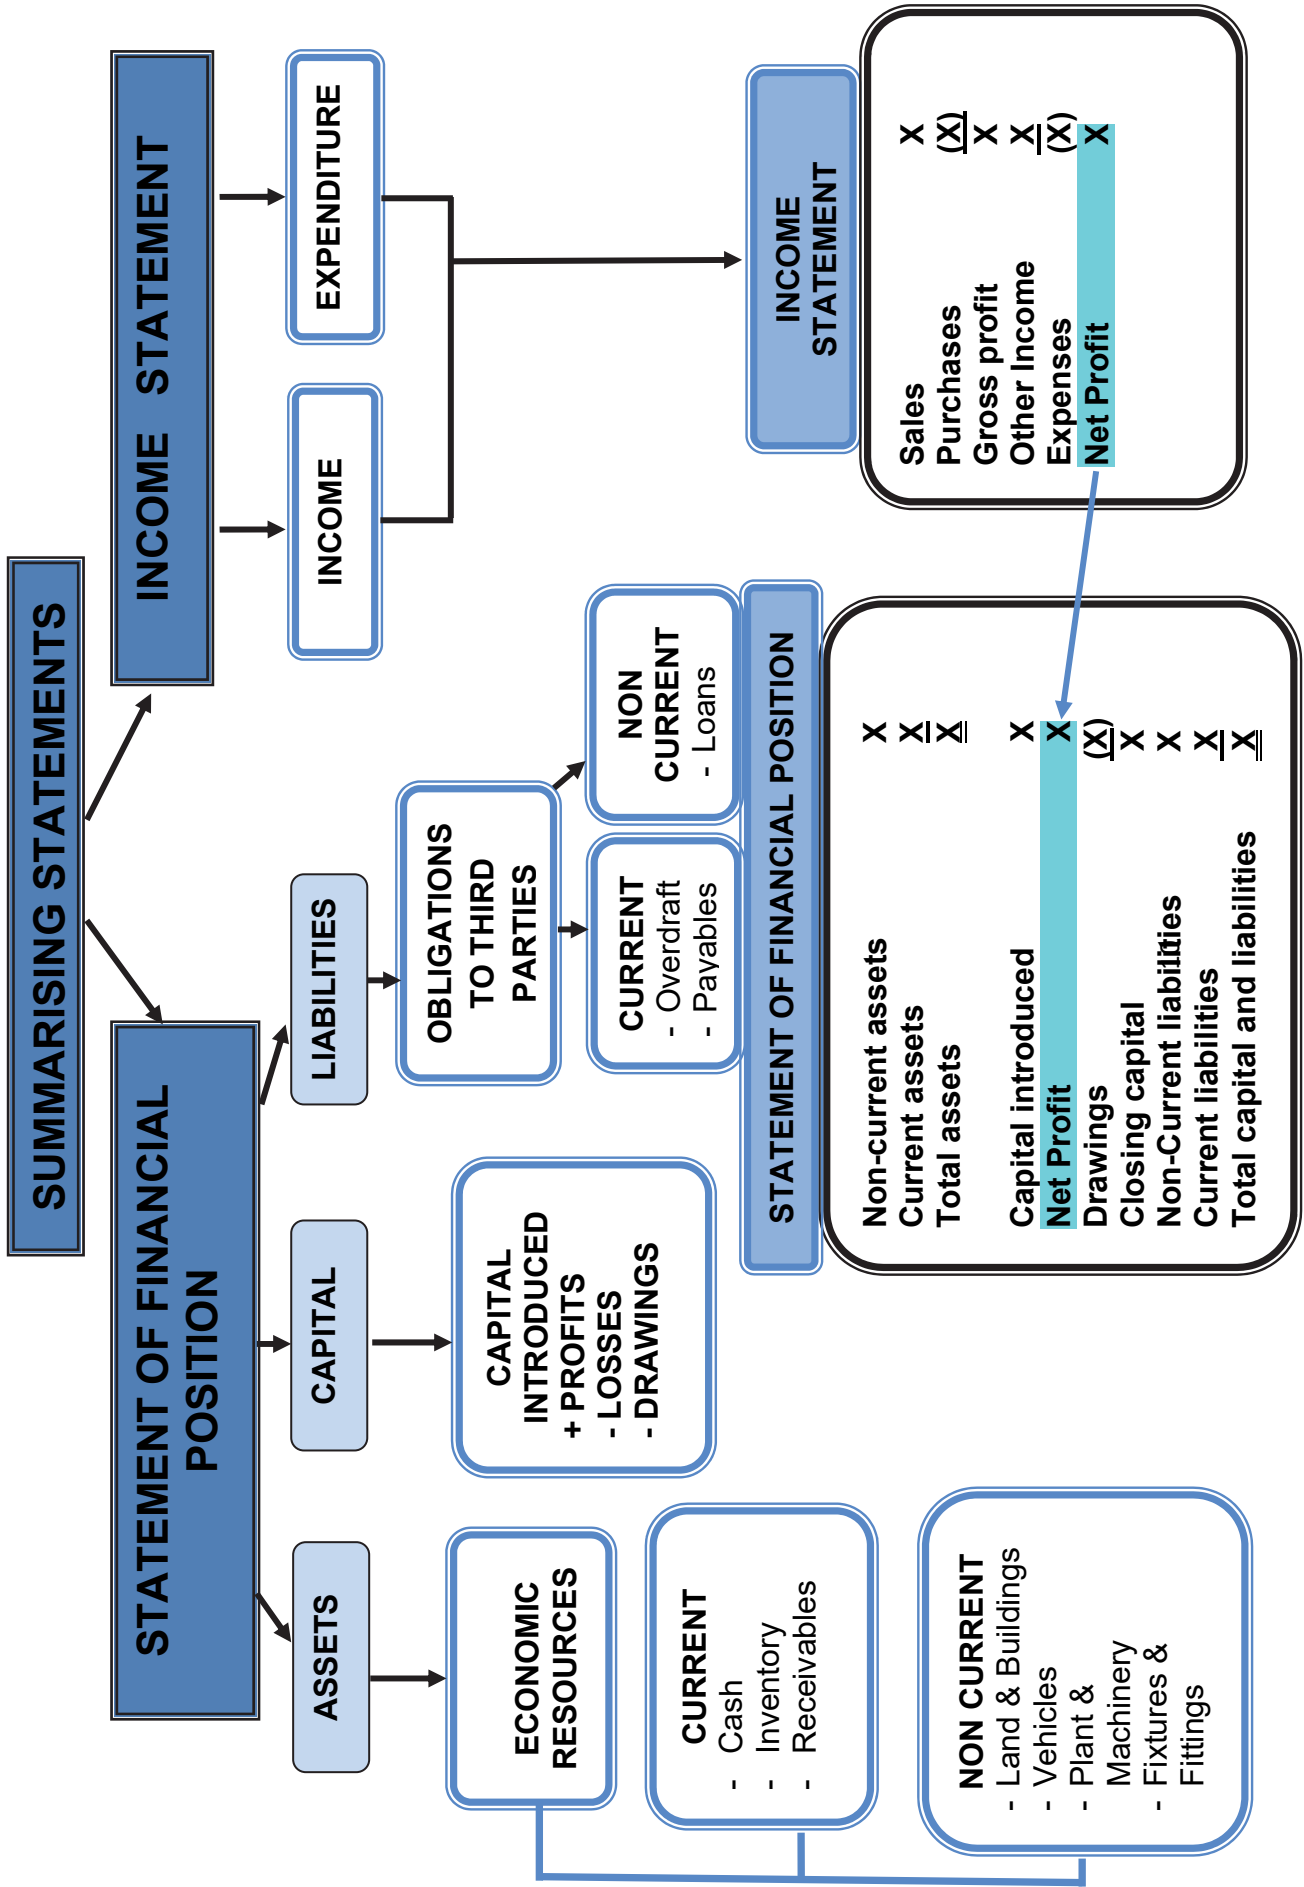 SUMMARISING STATEMENTS
STATEMENT OF FINANCIAL
POSITION
INCOME STATEMENT
ASSETS
CAPITAL
LIABILITIES
INCOME
EXPENDITURE
ECONOMIC
RESOURCES
CAPITAL
INTRODUCED
+ PROFITS
- LOSSES
- DRAWINGS
OBLIGATIONS
TO THIRD
PARTIES
CURRENT
- Cash
- Inventory
- Receivables
NON CURRENT
- Land & Buildings
- Vehicles
- Plant &
Machinery
- Fixtures &
Fittings
CURRENT
- Overdraft
- Payables
NON
CURRENT
- Loans
STATEMENT OF FINANCIAL POSITION
Non-current assets X
Current assets X
Total assets X
Capital introduced X
Net Profit X
Drawings (X)
Closing capital X
Non-Current liabilities X
Current liabilities X
Total capital and liabilities X
INCOME
STATEMENT
Sales X
Purchases (X)
Gross profit X
Other Income X
Expenses (X)
Net Profit X